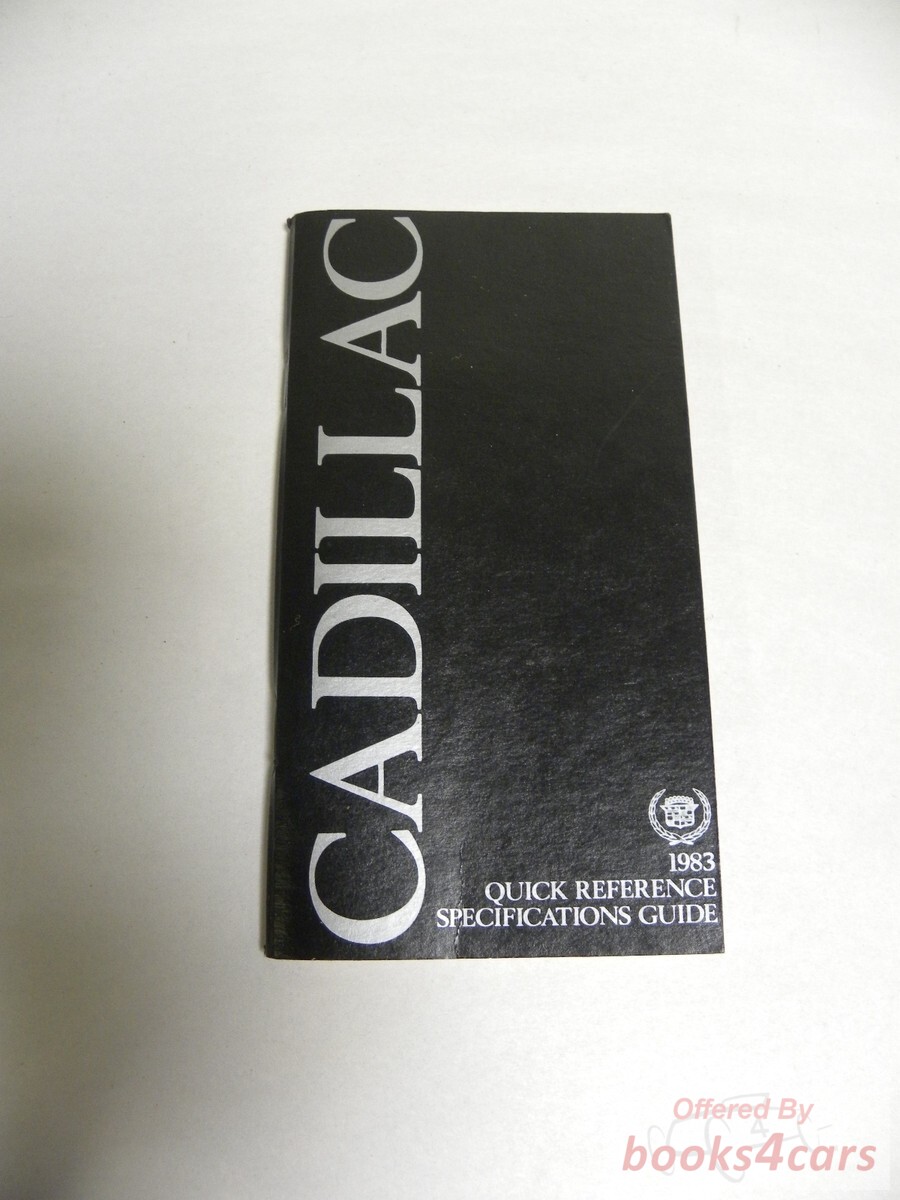 CADILLAC
1983
QUICK REFERENCE
SPECIFICATIONS GUIDE
Offered By
books4cars